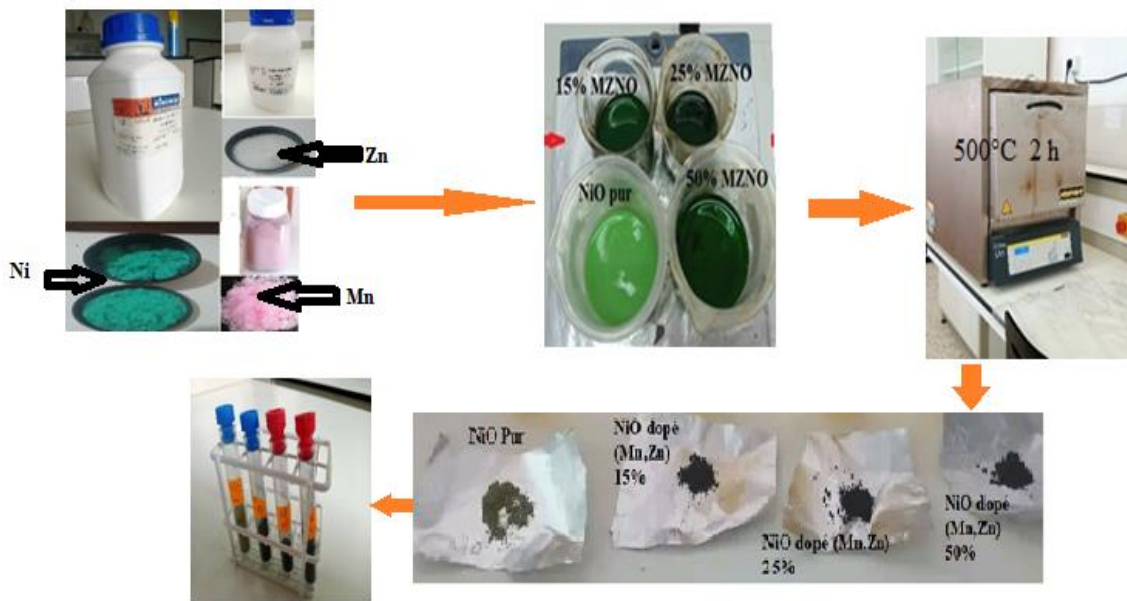 Zn
Ni
Mn
15% MZNO
25% MZNO
NiO pur
50% MZNO
500°C 2 h
NiO Pur
NiO dopé
(Mn,Zn)
15%
NiO dopé (Mn.Zn)
25%
NiO dopé
(Mn,Zn)
50%